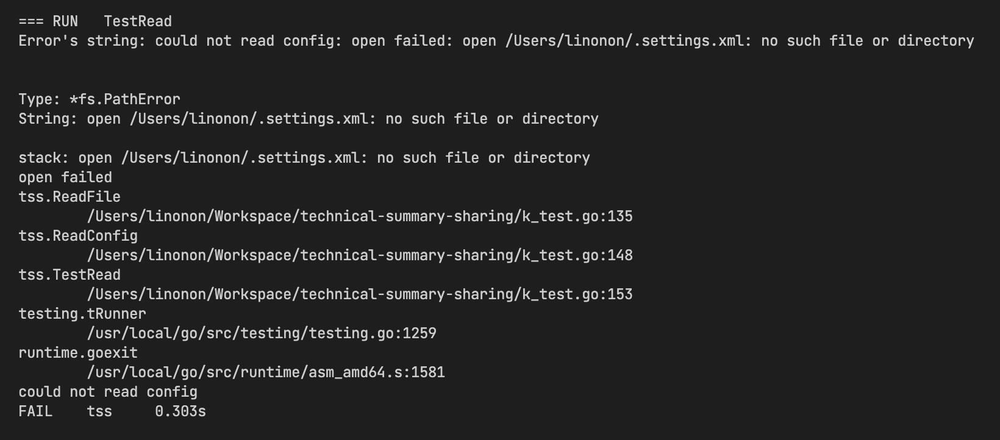 === RUN   TestRead
Error's string: could not read config: open failed: open /Users/linonon/.settings.xml: no such file or directory
Type: *fs.PathError
String: open /Users/linonon/.settings.xml: no such file or directory
stack: open /Users/linonon/.settings.xml: no such file or directory
open failed
tss.ReadFile
        /Users/linonon/Workspace/technical-summary-sharing/k_test.go:135
tss.ReadConfig
        /Users/linonon/Workspace/technical-summary-sharing/k_test.go:148
tss.TestRead
        /Users/linonon/Workspace/technical-summary-sharing/k_test.go:153
testing.tRunner
        /usr/local/go/src/testing/testing.go:1259
runtime.goexit
        /usr/local/go/src/runtime/asm_amd64.s:1581
could not read config
FAIL    tss     0.303s